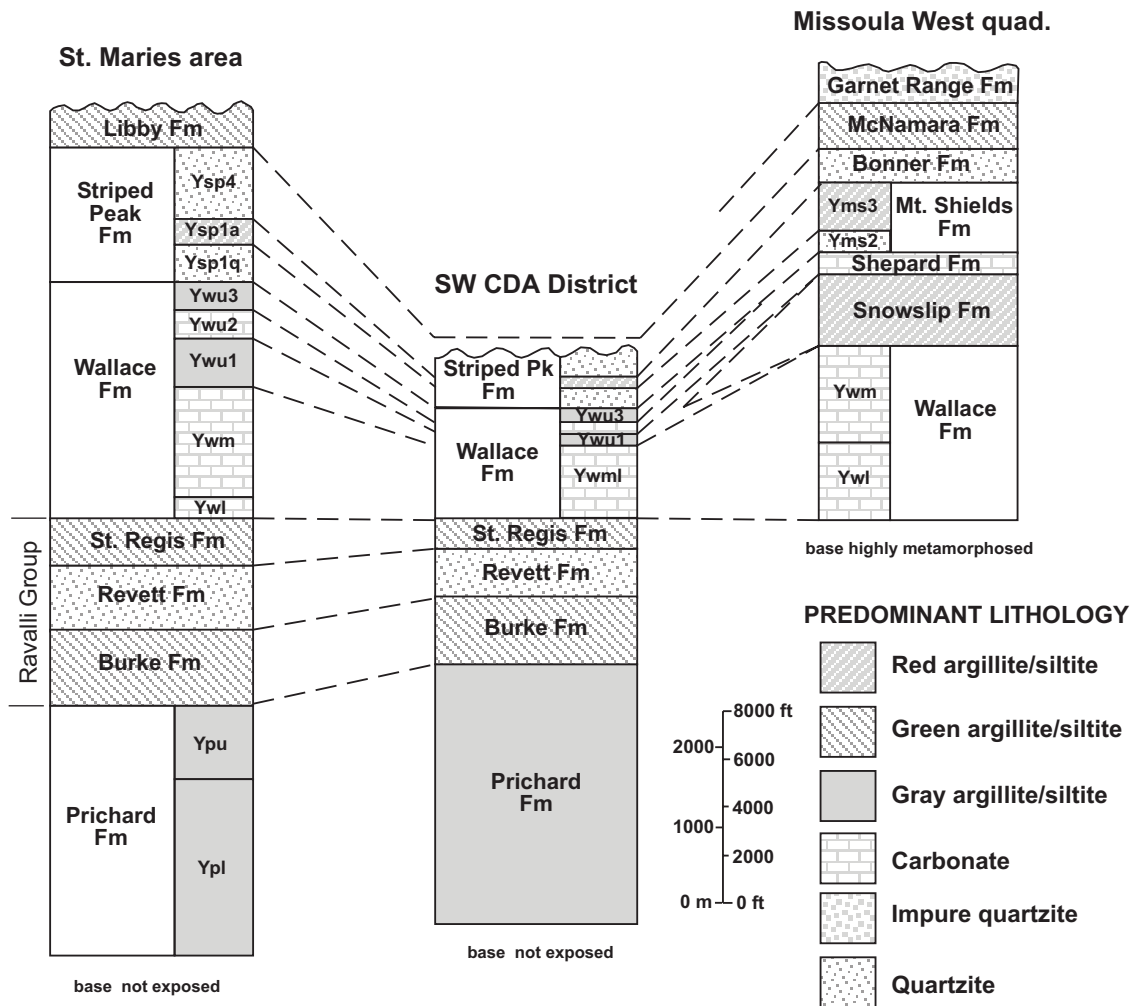 Missoula West quad.
St. Maries area
SW CDA District
Libby Fm
Striped
Peak
Fm
Ysp4
Ysp1a
Ysp1q
Wallace
Fm
Ywu3
Ywu2
Ywu1
Ywm
Ywl
Ravalli Group
St. Regis Fm
Revett Fm
Burke Fm
Prichard
Fm
Ypu
Ypl
base not exposed
Striped Pk
Fm
Wallace
Fm
Ywu3
Ywu1
Ywml
St. Regis Fm
Revett Fm
Burke Fm
Prichard
Fm
base not exposed
Garnet Range Fm
McNamara Fm
Bonner Fm
Yms3
Yms2
Mt. Shields
Fm
Shepard Fm
Snowslip Fm
Ywm
Ywl
Wallace
Fm
base highly metamorphosed
8000 ft
2000
6000
4000
1000
2000
0 m
0 ft
PREDOMINANT LITHOLOGY
Red argillite/siltite
Green argillite/siltite
Gray argillite/siltite
Carbonate
Impure quartzite
Quartzite